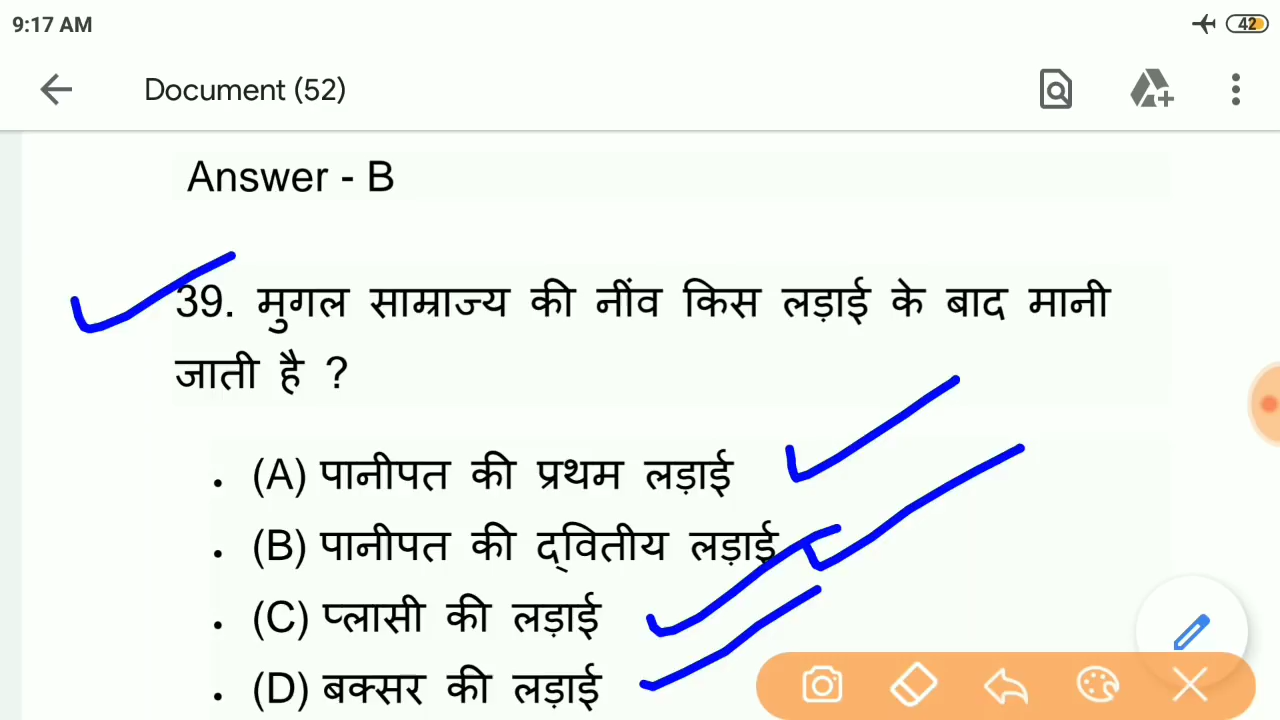 9:17 AM 42
Document (52)
Answer - B
39. मुगल साम्राज्य की नींव किस लड़ाई के बाद मानी
जाती है ?
. (A) पानीपत की प्रथम लड़ाई
. (B) पानीपत की द्वितीय लड़ाई
. (C) प्लासी की लड़ाई
. (D) बक्सर की लड़ाई